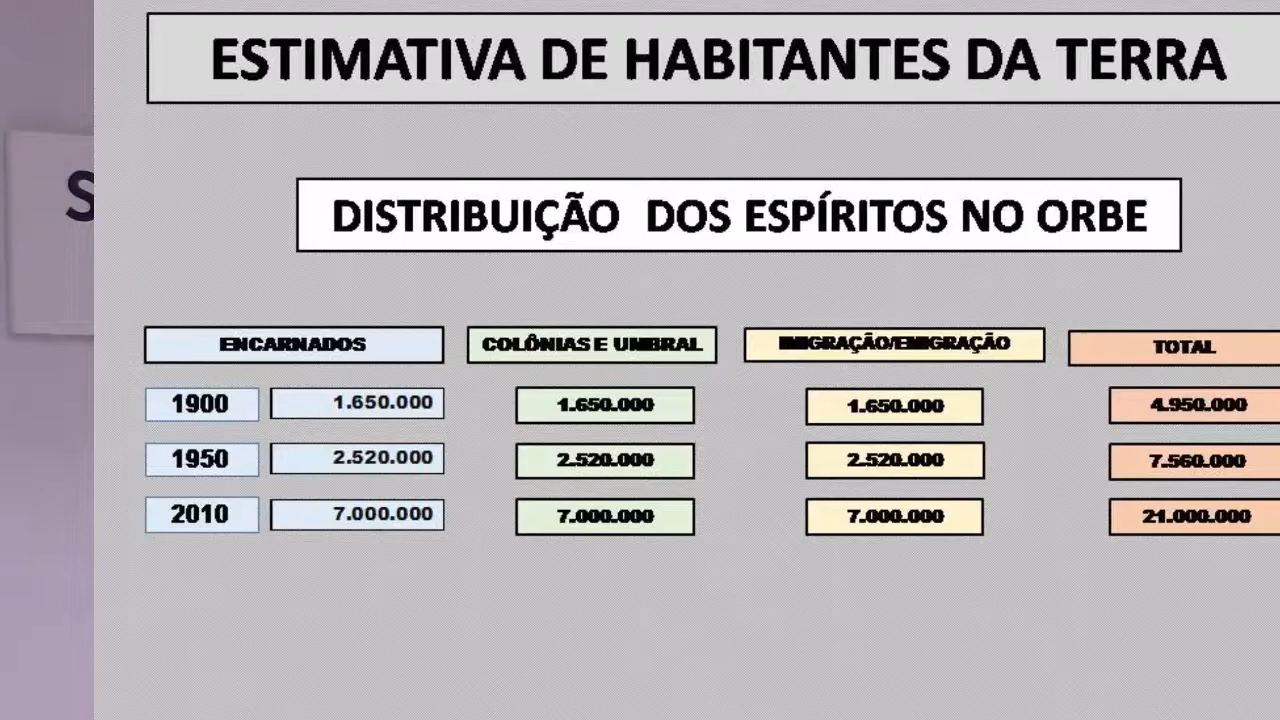 ESTIMATIVA DE HABITANTES DA TERRA
S
DISTRIBUIÇÃO DOS ESPÍRITOS NO ORBE
ENCARNADOS COLÔNIAS E UMBRAL IMIGRAÇÃO/EMIGRAÇÃO TOTAL
1900 1.650.000 1.650.000 1.650.000 4.950.000
1950 2.520.000 2.520.000 2.520.000 7.560.000
2010 7.000.000 7.000.000 7.000.000 21.000.000